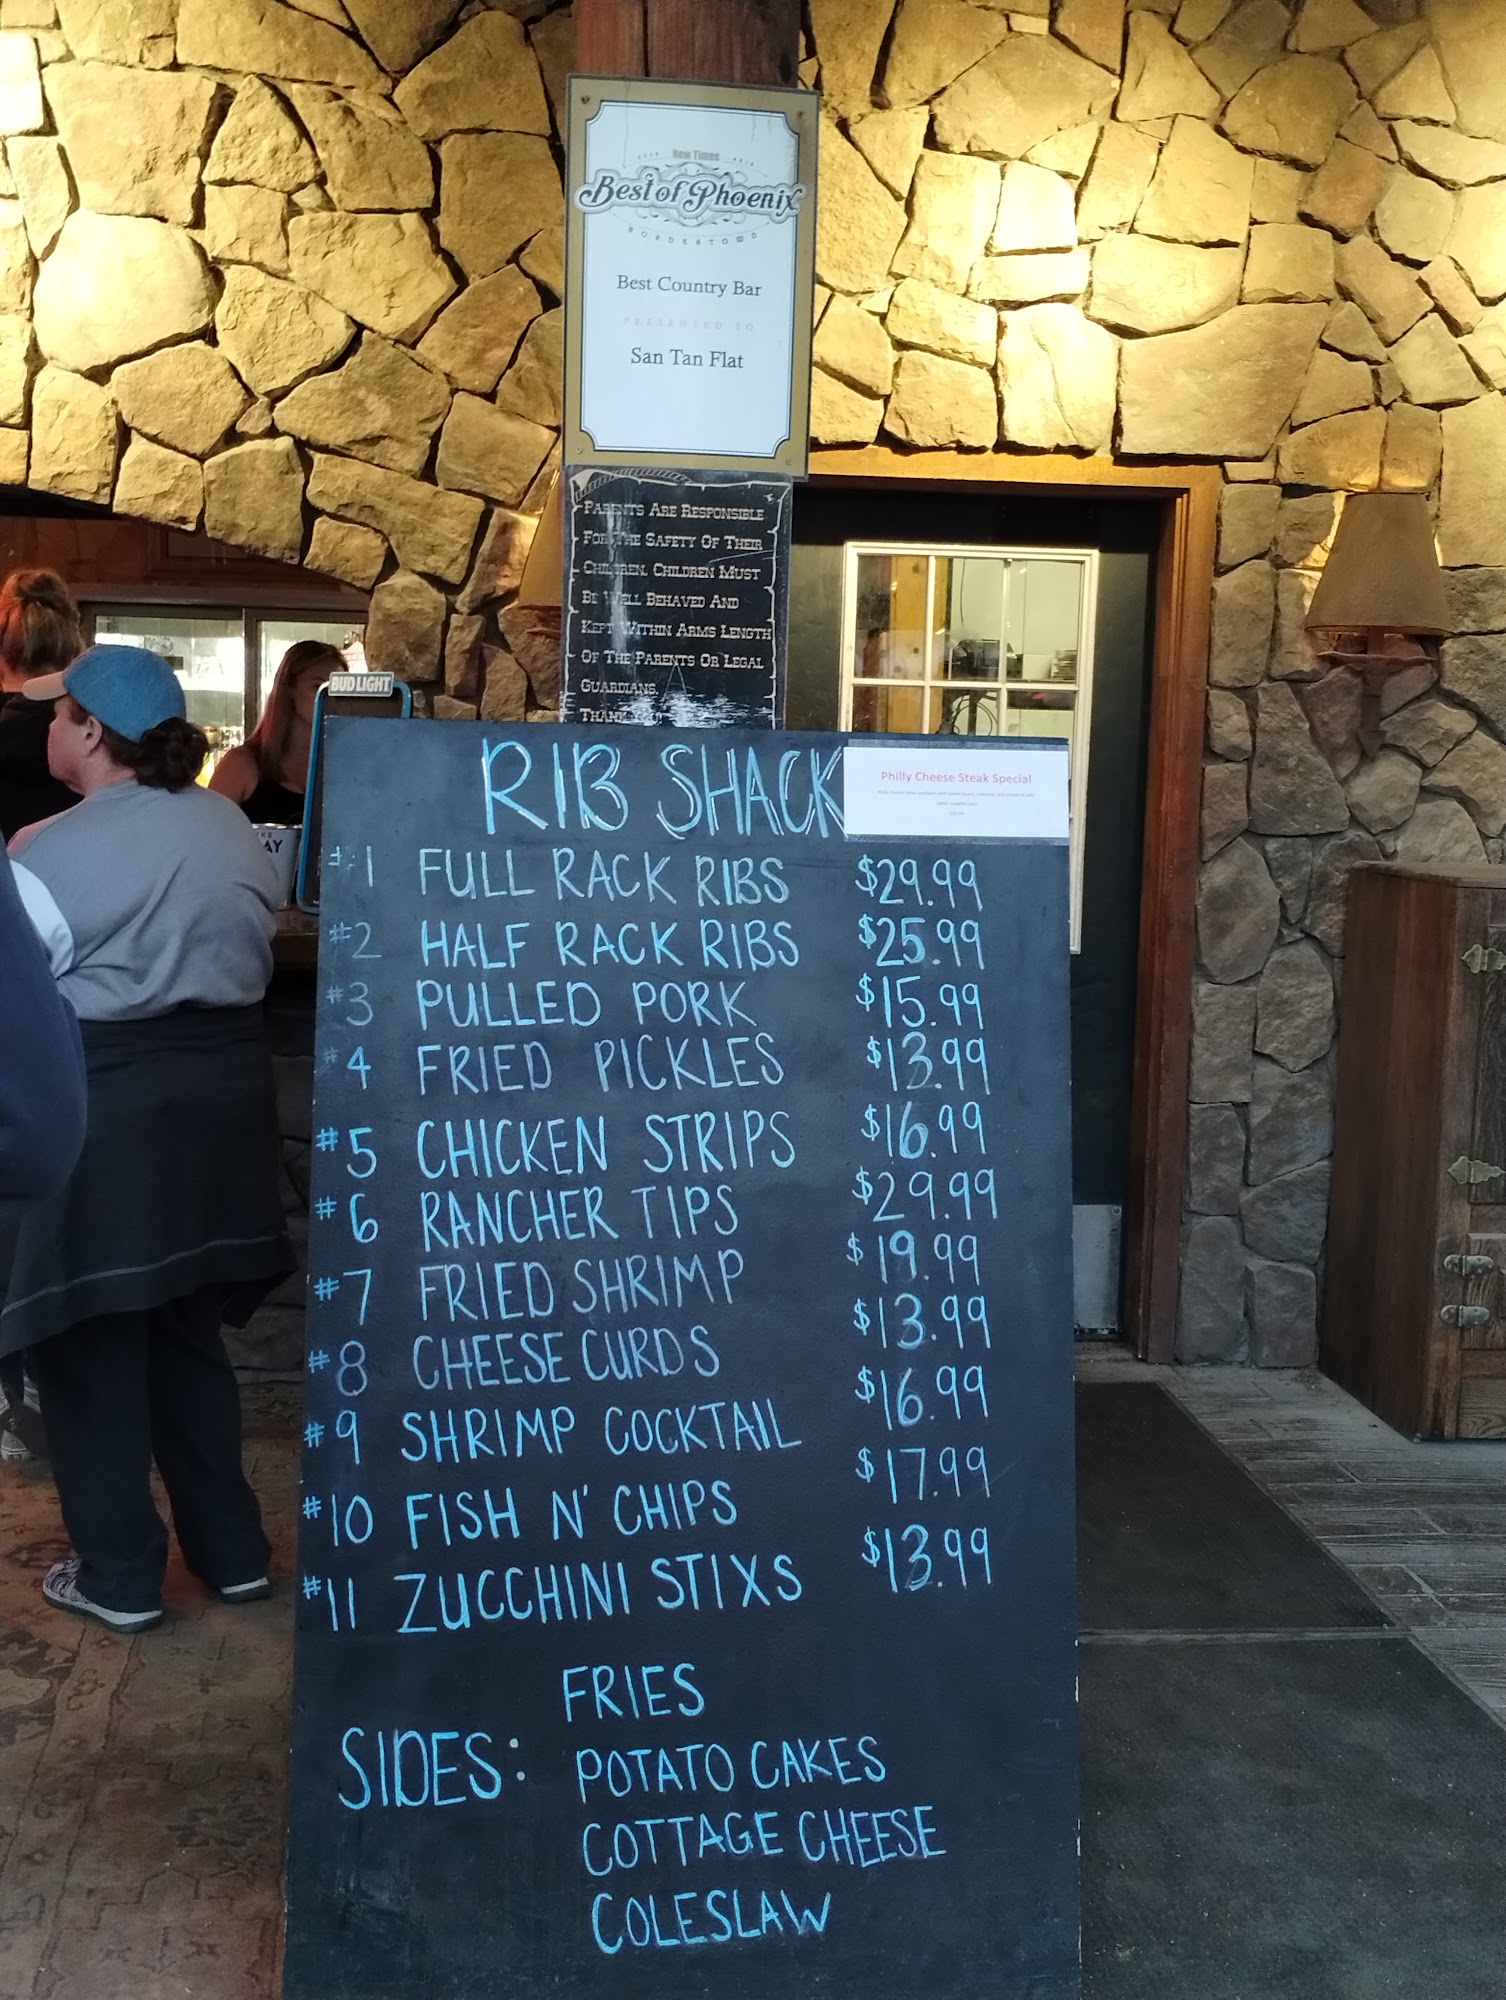 New Times
Best of Phoenix
BORDERTOWN
Best Country Bar
PRESENTED TO
San Tan Flat
PARENTS ARE RESPONSIBLE
FOR THE SAFETY OF THEIR
CHILDREN. CHILDREN MUST
BE WELL BEHAVED AND
KEPT WITHIN ARMS LENGTH
OF THE PARENTS OR LEGAL
GUARDIANS.
THANK YOU!
BUD LIGHT
AY
RIB SHACK
Philly Cheese Steak Special
#1 FULL RACK RIBS $29.99
#2 HALF RACK RIBS $25.99
#3 PULLED PORK $15.99
#4 FRIED PICKLES $13.99
#5 CHICKEN STRIPS $16.99
#6 RANCHER TIPS $29.99
#7 FRIED SHRIMP $19.99
#8 CHEESE CURDS $13.99
#9 SHRIMP COCKTAIL $16.99
#10 FISH N' CHIPS $17.99
#11 ZUCCHINI STIXS $13.99
SIDES: FRIES
POTATO CAKES
COTTAGE CHEESE
COLESLAW